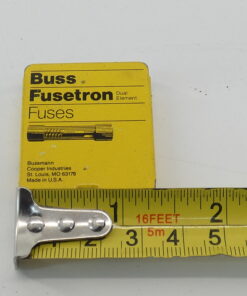 Buss
Fusetron Dual Element
Fuses
Bussmann
Cooper Industries
St. Louis, MO 63178
Made in U.S.A.
1 16FEET 2
2 3 5m 4 5